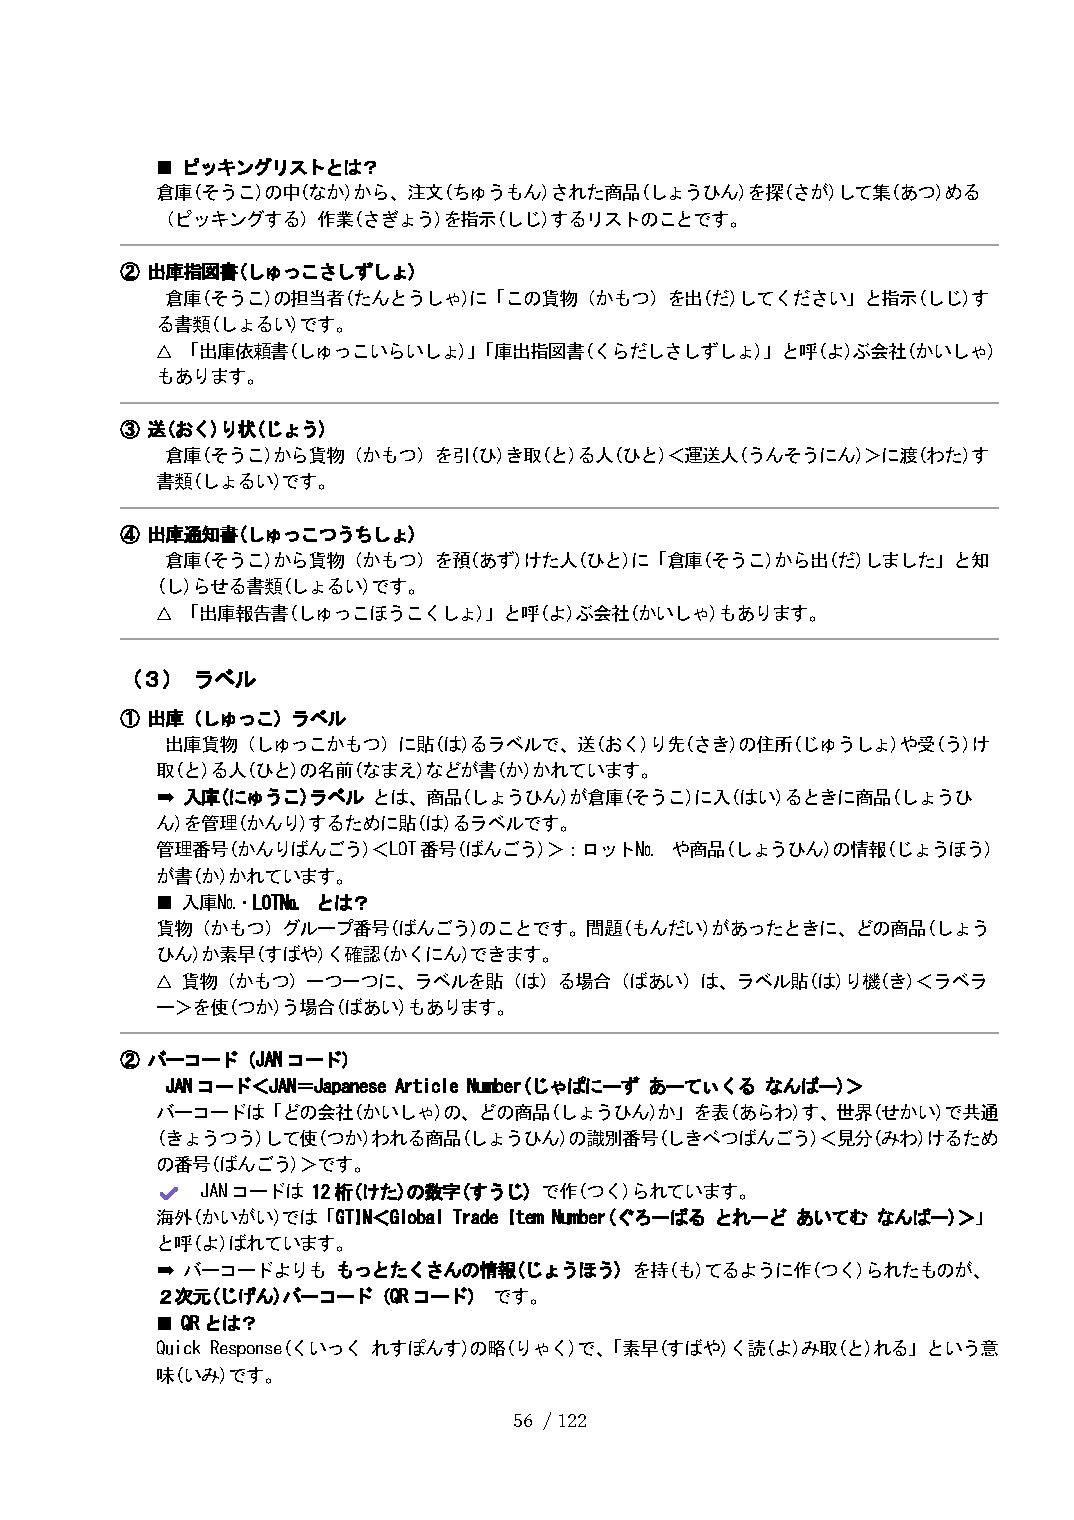 ■ ピッキングリストとは？
倉庫(そうこ)の中(なか)から、注文(ちゅうもん)された商品(しょうひん)を探(さが)して集(あつ)める
（ピッキングする）作業(さぎょう)を指示(しじ)するリストのことです。
② 出庫指図書(しゅっこさしずしょ)
倉庫(そうこ)の担当者(たんとうしゃ)に「この貨物（かもつ）を出(だ)してください」と指示(しじ)す
る書類(しょるい)です。
△ 「出庫依頼書(しゅっこいらいしょ)」「庫出指図書(くらだしさしずしょ)」と呼(よ)ぶ会社(かいしゃ)
もあります。
③ 送(おく)り状(じょう)
倉庫(そうこ)から貨物（かもつ）を引(ひ)き取(と)る人(ひと)＜運送人(うんそうにん)＞に渡(わた)す
書類(しょるい)です。
④ 出庫通知書(しゅっこつうちしょ)
倉庫(そうこ)から貨物（かもつ）を預(あず)けた人(ひと)に「倉庫(そうこ)から出(だ)しました」と知
(し)らせる書類(しょるい)です。
△ 「出庫報告書(しゅっこほうこくしょ)」と呼(よ)ぶ会社(かいしゃ)もあります。
（３） ラベル
① 出庫（しゅっこ）ラベル
出庫貨物（しゅっこかもつ）に貼(は)るラベルで、送(おく)り先(さき)の住所(じゅうしょ)や受(う)け
取(と)る人(ひと)の名前(なまえ)などが書(か)かれています。
➡ 入庫(にゅうこ)ラベル とは、商品(しょうひん)が倉庫(そうこ)に入(はい)るときに商品(しょうひ
ん)を管理(かんり)するために貼(は)るラベルです。
管理番号(かんりばんごう)＜LOT 番号(ばんごう)＞：ロット№ や商品(しょうひん)の情報(じょうほう)
が書(か)かれています。
■ 入庫№・LOT№ とは？
貨物（かもつ）グループ番号(ばんごう)のことです。問題(もんだい)があったときに、どの商品(しょう
ひん)か素早(すばや)く確認(かくにん)できます。
△ 貨物（かもつ）一つ一つに、ラベルを貼（は）る場合（ばあい）は、ラベル貼(は)り機(き)＜ラベラ
ー＞を使(つか)う場合(ばあい)もあります。
② バーコード（JAN コード）
JAN コード＜JAN＝Japanese Article Number(じゃぱにーず あーてぃくる なんばー)＞
バーコードは「どの会社(かいしゃ)の、どの商品(しょうひん)か」を表(あらわ)す、世界(せかい)で共通
(きょうつう)して使(つか)われる商品(しょうひん)の識別番号(しきべつばんごう)＜見分(みわ)けるため
の番号(ばんごう)＞です。
✓ JAN コードは 12 桁(けた)の数字(すうじ) で作(つく)られています。
海外(かいがい)では「GTIN＜Global Trade Item Number(ぐろーばる とれーど あいてむ なんばー)＞」
と呼(よ)ばれています。
➡ バーコードよりも もっとたくさんの情報(じょうほう) を持(も)てるように作(つく)られたものが、
２次元(じげん)バーコード（QR コード） です。
■ QR とは？
Quick Response(くいっく れすぽんす)の略(りゃく)で、「素早(すばや)く読(よ)み取(と)れる」という意
味(いみ)です。
56 / 122